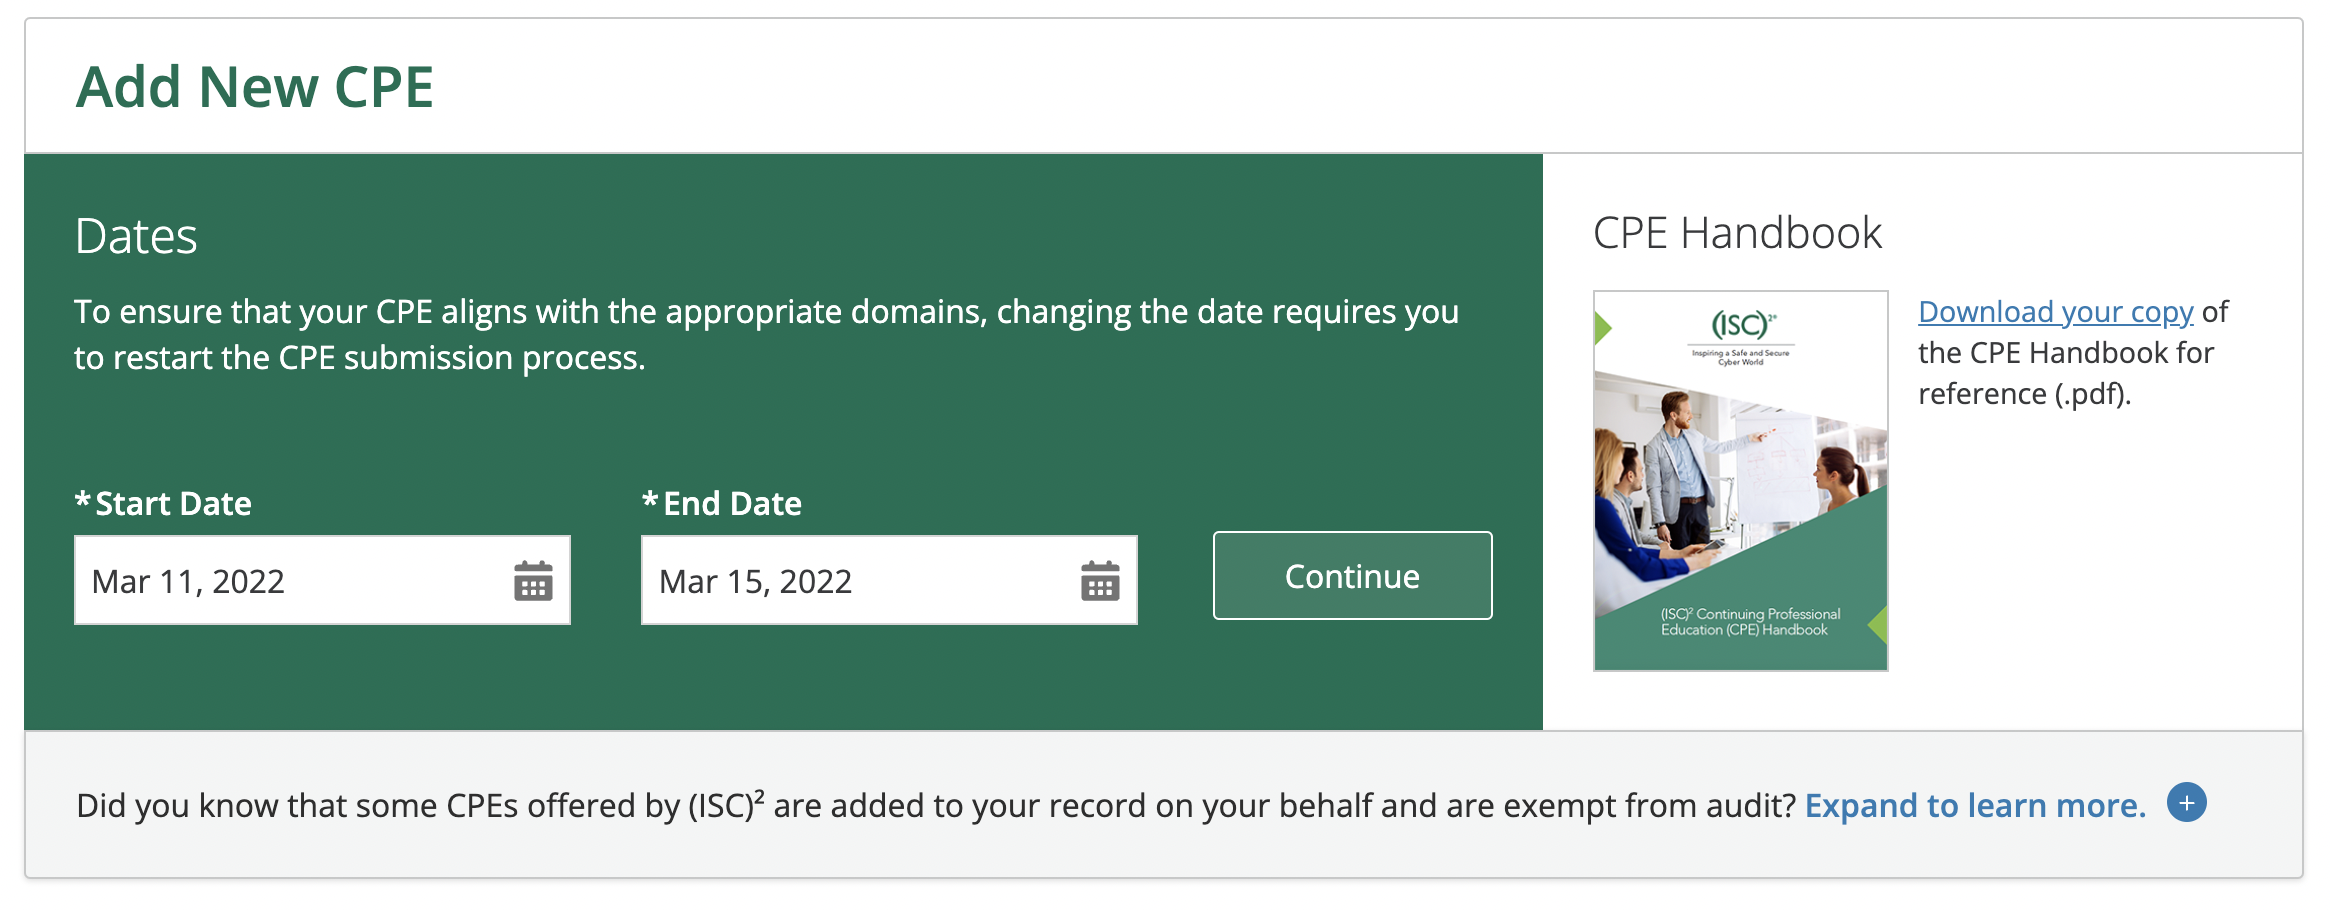 Add New CPE
Dates
To ensure that your CPE aligns with the appropriate domains, changing the date requires you
to restart the CPE submission process.
*Start Date
Mar 11, 2022
*End Date
Mar 15, 2022
Continue
CPE Handbook
(ISC)²®
Inspiring a Safe and Secure
Cyber World
(ISC)² Continuing Professional
Education (CPE) Handbook
Download your copy of
the CPE Handbook for
reference (.pdf).
Did you know that some CPEs offered by (ISC)² are added to your record on your behalf and are exempt from audit? Expand to learn more. +